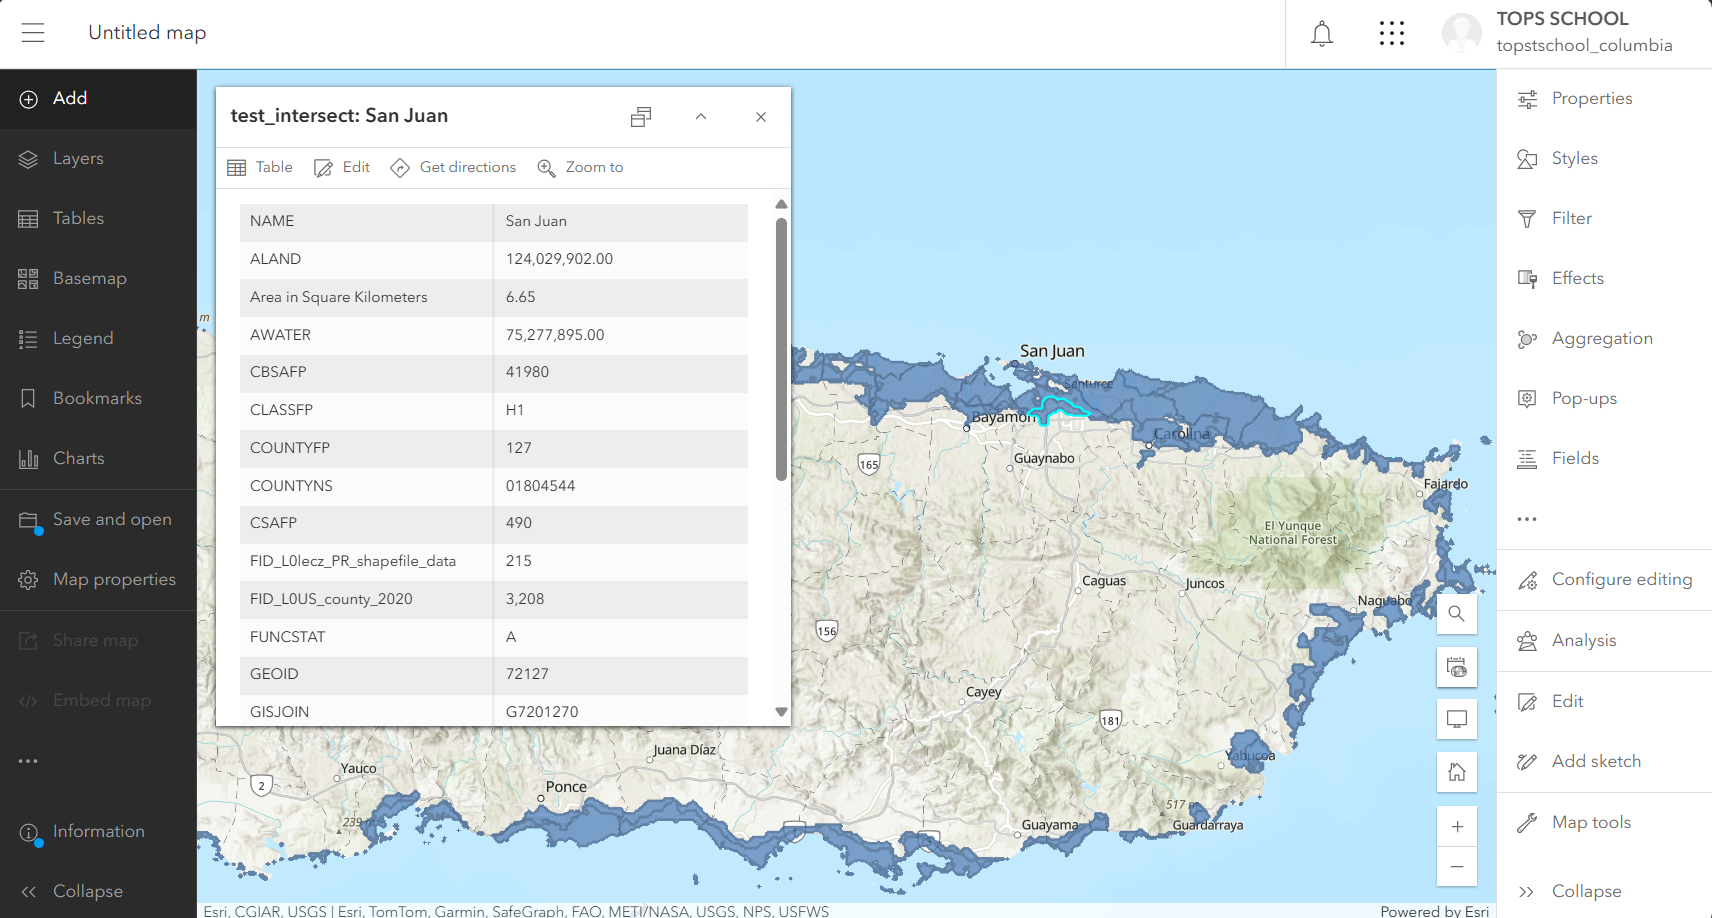 Untitled map
TOPS SCHOOL
topstschool_columbia
Add
Layers
Tables
Basemap
Legend
Bookmarks
Charts
Save and open
Map properties
Share map
Embed map
Information
Collapse
test_intersect: San Juan
Table
Edit
Get directions
Zoom to
NAME San Juan
ALAND 124,029,902.00
Area in Square Kilometers 6.65
AWATER 75,277,895.00
CBSAFP 41980
CLASSFP H1
COUNTYFP 127
COUNTYNS 01804544
CSAFP 490
FID_L0lecz_PR_shapefile_data 215
FID_L0US_county_2020 3,208
FUNCSTAT A
GEOID 72127
GISJOIN G7201270
m
San Juan
Santurce
Bayamón
Carolina
Guaynabo
165
Fajardo
El Yunque
National Forest
Caguas
Juncos
Naguabo
156
Cayey
181
Juana Díaz
Yabucoa
Yauco
2
Ponce
239
517 m
Guayama
Guardarraya
Esri, CGIAR, USGS | Esri, TomTom, Garmin, SafeGraph, FAO, METI/NASA, USGS, NPS, USFWS
Powered by Esri
Properties
Styles
Filter
Effects
Aggregation
Pop-ups
Fields
Configure editing
Analysis
Edit
Add sketch
Map tools
Collapse